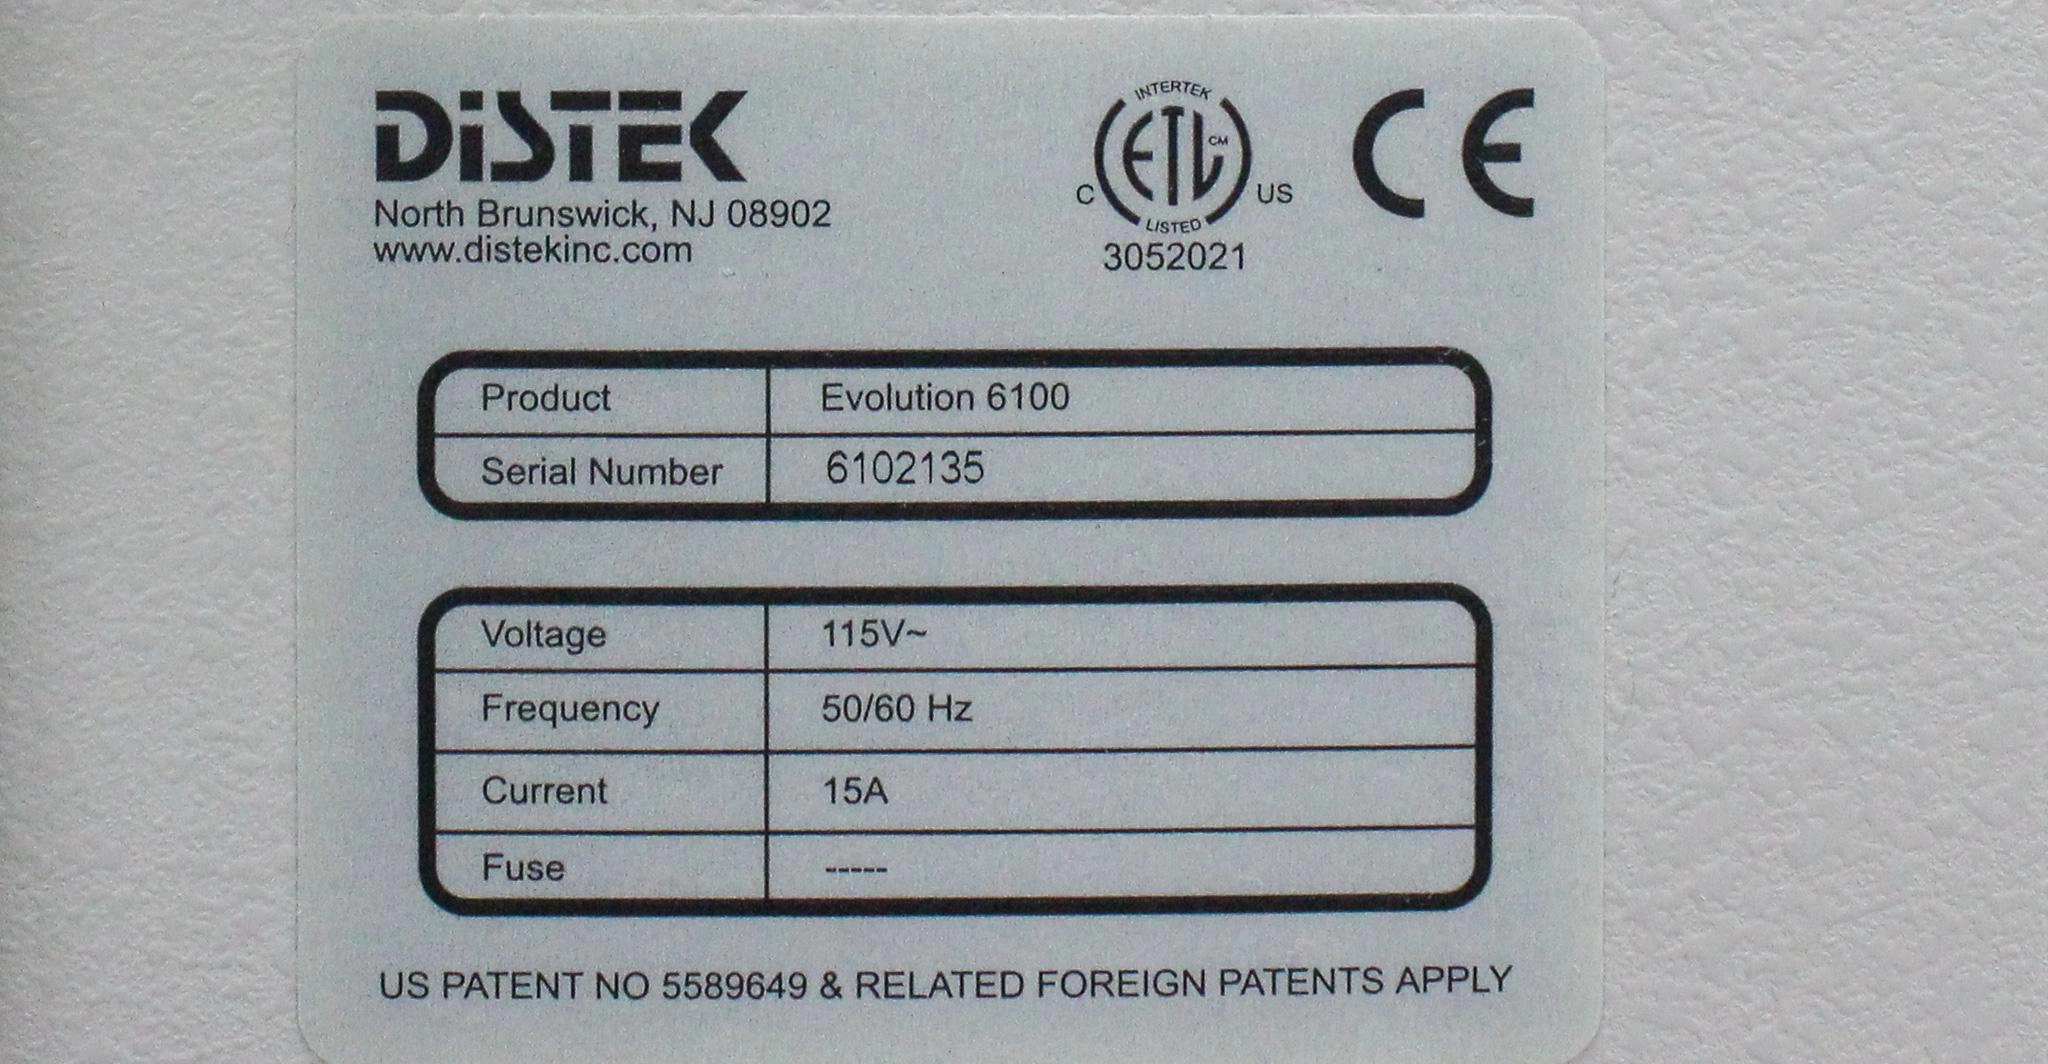 DISTEK
North Brunswick, NJ 08902
www.distekinc.com
INTERTEK
C ETL CM US
LISTED
3052021
CE
Product Evolution 6100
Serial Number 6102135
Voltage 115V~
Frequency 50/60 Hz
Current 15A
Fuse -----
US PATENT NO 5589649 & RELATED FOREIGN PATENTS APPLY